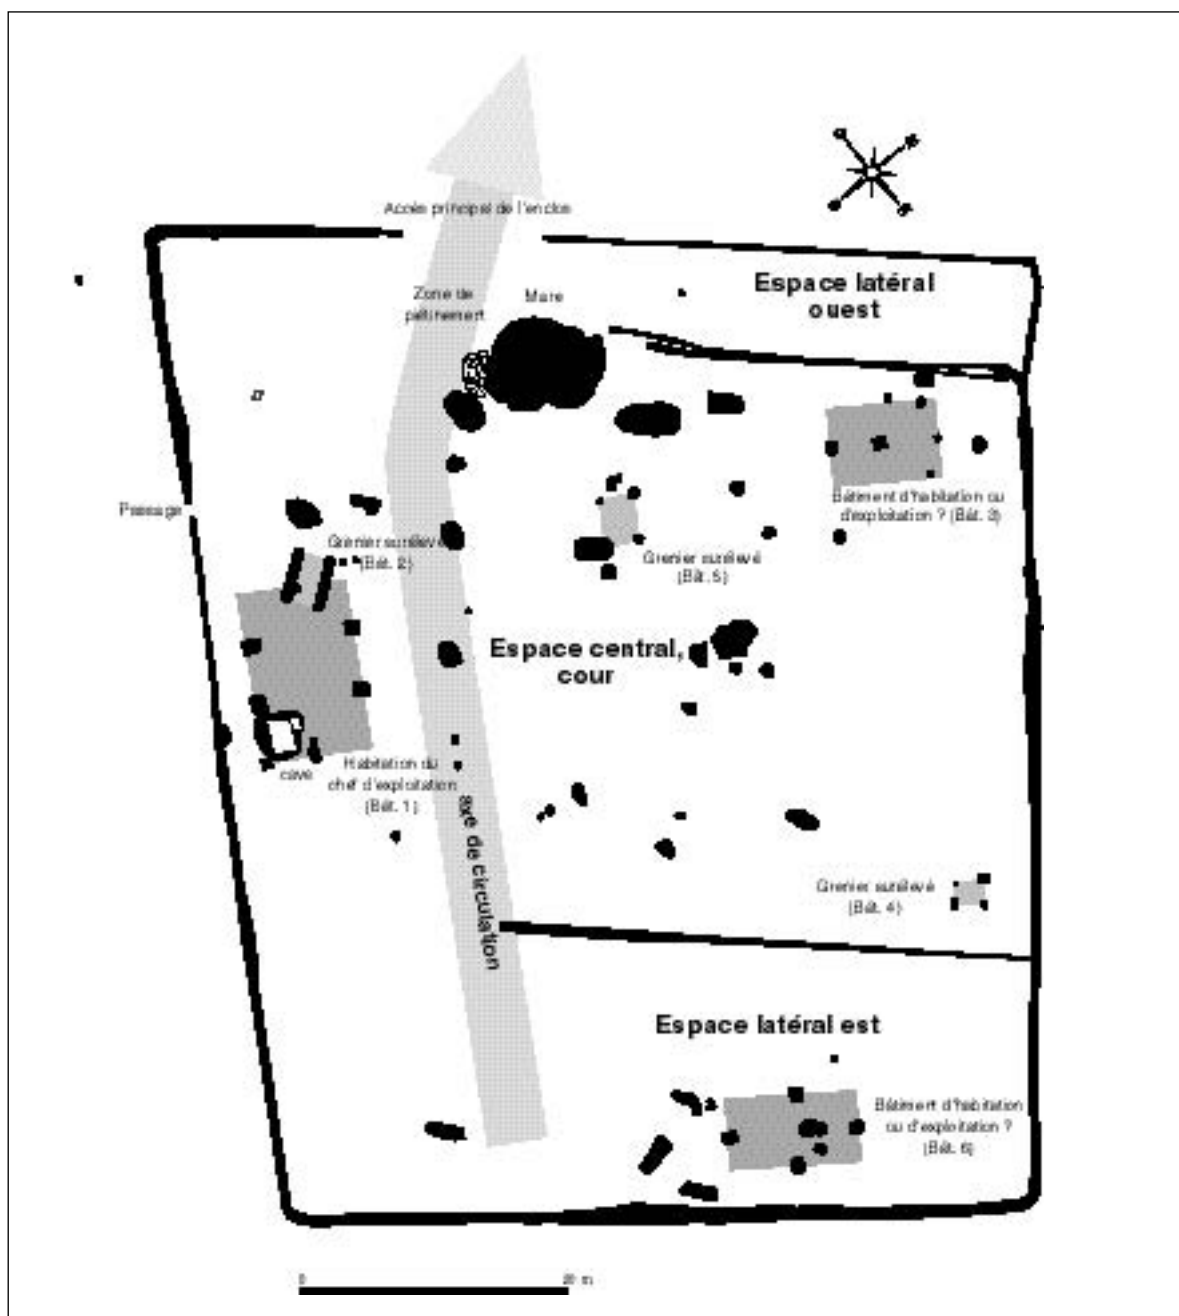 Accès principal de l'enclos
Espace latéral
ouest
Zone de
piétinement
Mare
Passage
Bâtiment d'habitation ou
d'exploitation ? (Bât. 3)
Grenier surélevé
(Bât. 2)
Grenier surélevé
(Bât. 5)
Espace central,
cour
cave
Habitation du
chef d'exploitation
(Bât. 1)
axe de circulation
Grenier surélevé
(Bât. 4)
Espace latéral est
Bâtiment d'habitation
ou d'exploitation ?
(Bât. 6)
0
20 m